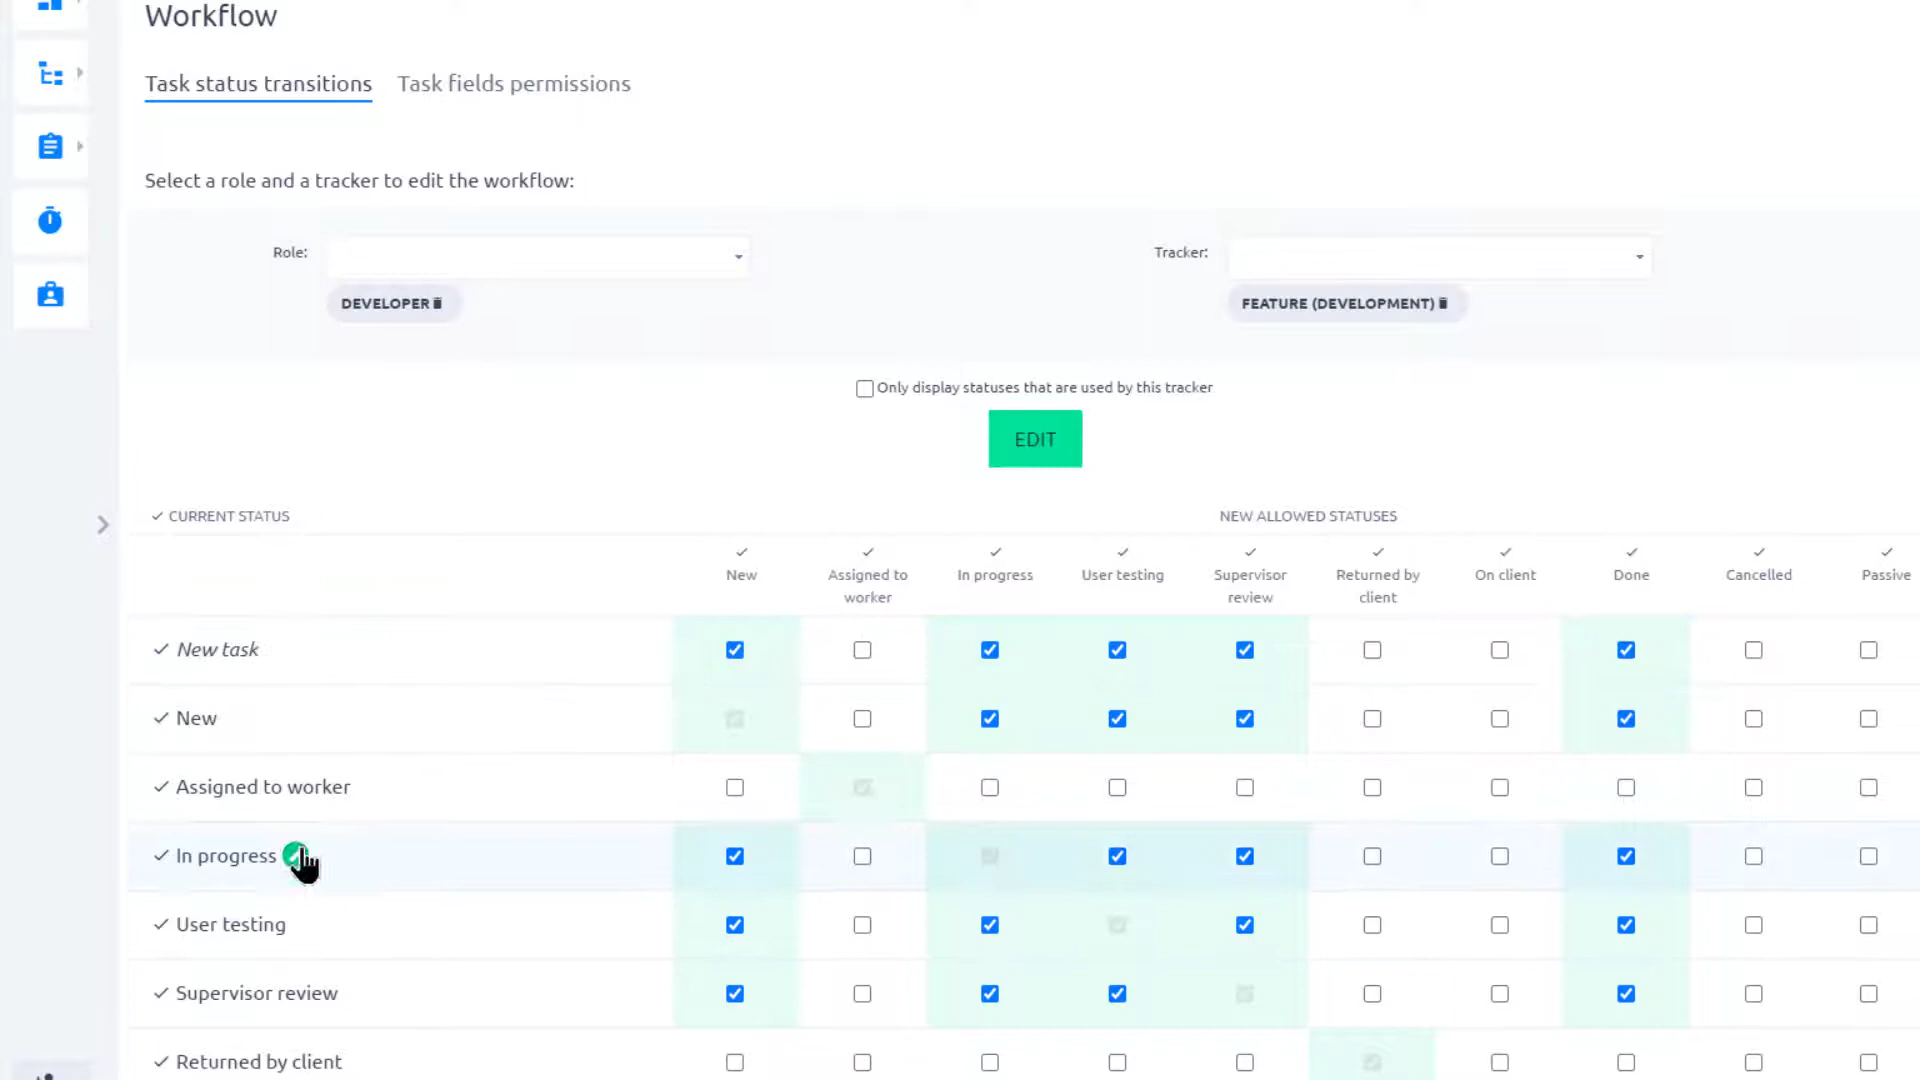 Workflow
Task status transitions Task fields permissions
Select a role and a tracker to edit the workflow:
Role: Tracker:
DEVELOPER FEATURE (DEVELOPMENT)
Only display statuses that are used by this tracker
EDIT
CURRENT STATUS NEW ALLOWED STATUSES
New Assigned to worker In progress User testing Supervisor review Returned by client On client Done Cancelled Passive
New task
New
Assigned to worker
In progress
User testing
Supervisor review
Returned by client